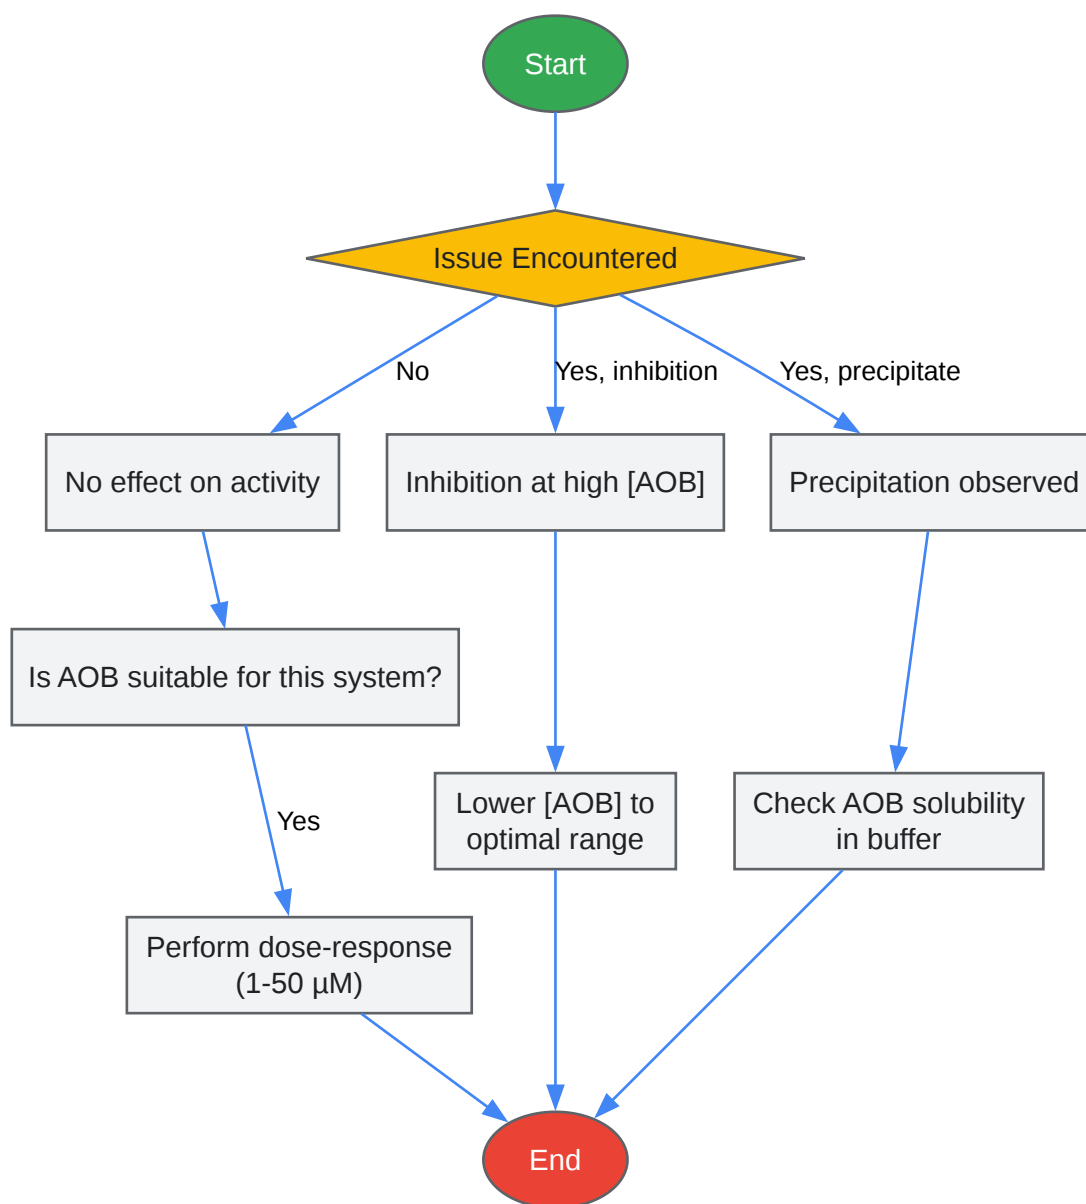 Start
Issue Encountered
No
Yes, inhibition
Yes, precipitate
No effect on activity
Inhibition at high [AOB]
Precipitation observed
Is AOB suitable for this system?
Yes
Lower [AOB] to
optimal range
Check AOB solubility
in buffer
Perform dose-response
(1-50 µM)
End